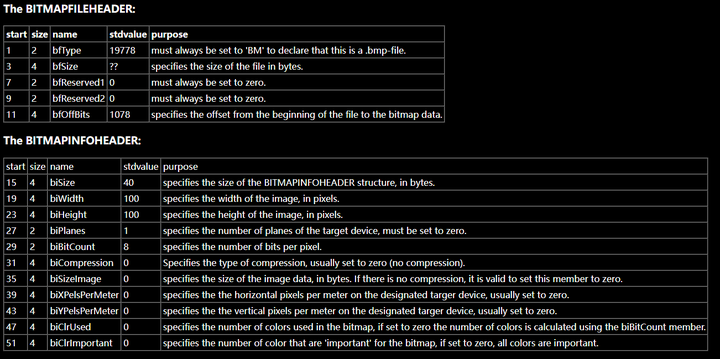 The BITMAPFILEHEADER:
start size name stdvalue purpose
1 2 bfType 19778 must always be set to 'BM' to declare that this is a .bmp-file.
3 4 bfSize ?? specifies the size of the file in bytes.
7 2 bfReserved1 0 must always be set to zero.
9 2 bfReserved2 0 must always be set to zero.
11 4 bfOffBits 1078 specifies the offset from the beginning of the file to the bitmap data.
The BITMAPINFOHEADER:
start size name stdvalue purpose
15 4 biSize 40 specifies the size of the BITMAPINFOHEADER structure, in bytes.
19 4 biWidth 100 specifies the width of the image, in pixels.
23 4 biHeight 100 specifies the height of the image, in pixels.
27 2 biPlanes 1 specifies the number of planes of the target device, must be set to zero.
29 2 biBitCount 8 specifies the number of bits per pixel.
31 4 biCompression 0 Specifies the type of compression, usually set to zero (no compression).
35 4 biSizeImage 0 specifies the size of the image data, in bytes. If there is no compression, it is valid to set this member to zero.
39 4 biXPelsPerMeter 0 specifies the the horizontal pixels per meter on the designated targer device, usually set to zero.
43 4 biYPelsPerMeter 0 specifies the the vertical pixels per meter on the designated targer device, usually set to zero.
47 4 biClrUsed 0 specifies the number of colors used in the bitmap, if set to zero the number of colors is calculated using the biBitCount member.
51 4 biClrImportant 0 specifies the number of color that are 'important' for the bitmap, if set to zero, all colors are important.